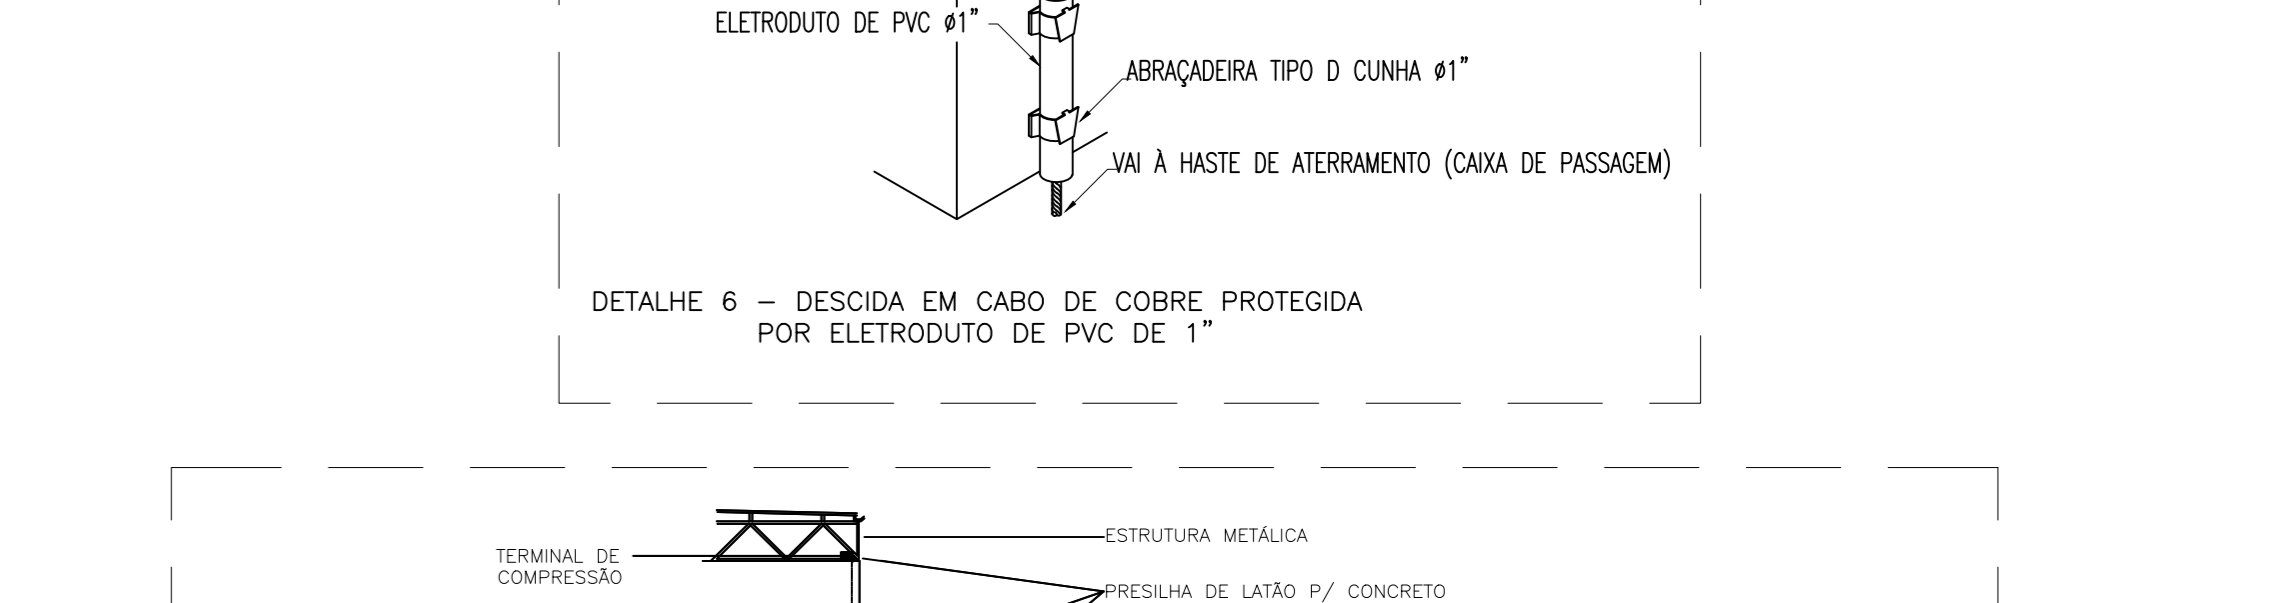 ELETRODUTO DE PVC ø1"
ABRAÇADEIRA TIPO D CUNHA ø1"
VAI À HASTE DE ATERRAMENTO (CAIXA DE PASSAGEM)
DETALHE 6 – DESCIDA EM CABO DE COBRE PROTEGIDA
POR ELETRODUTO DE PVC DE 1"
ESTRUTURA METÁLICA
TERMINAL DE
COMPRESSÃO
PRESILHA DE LATÃO P/ CONCRETO